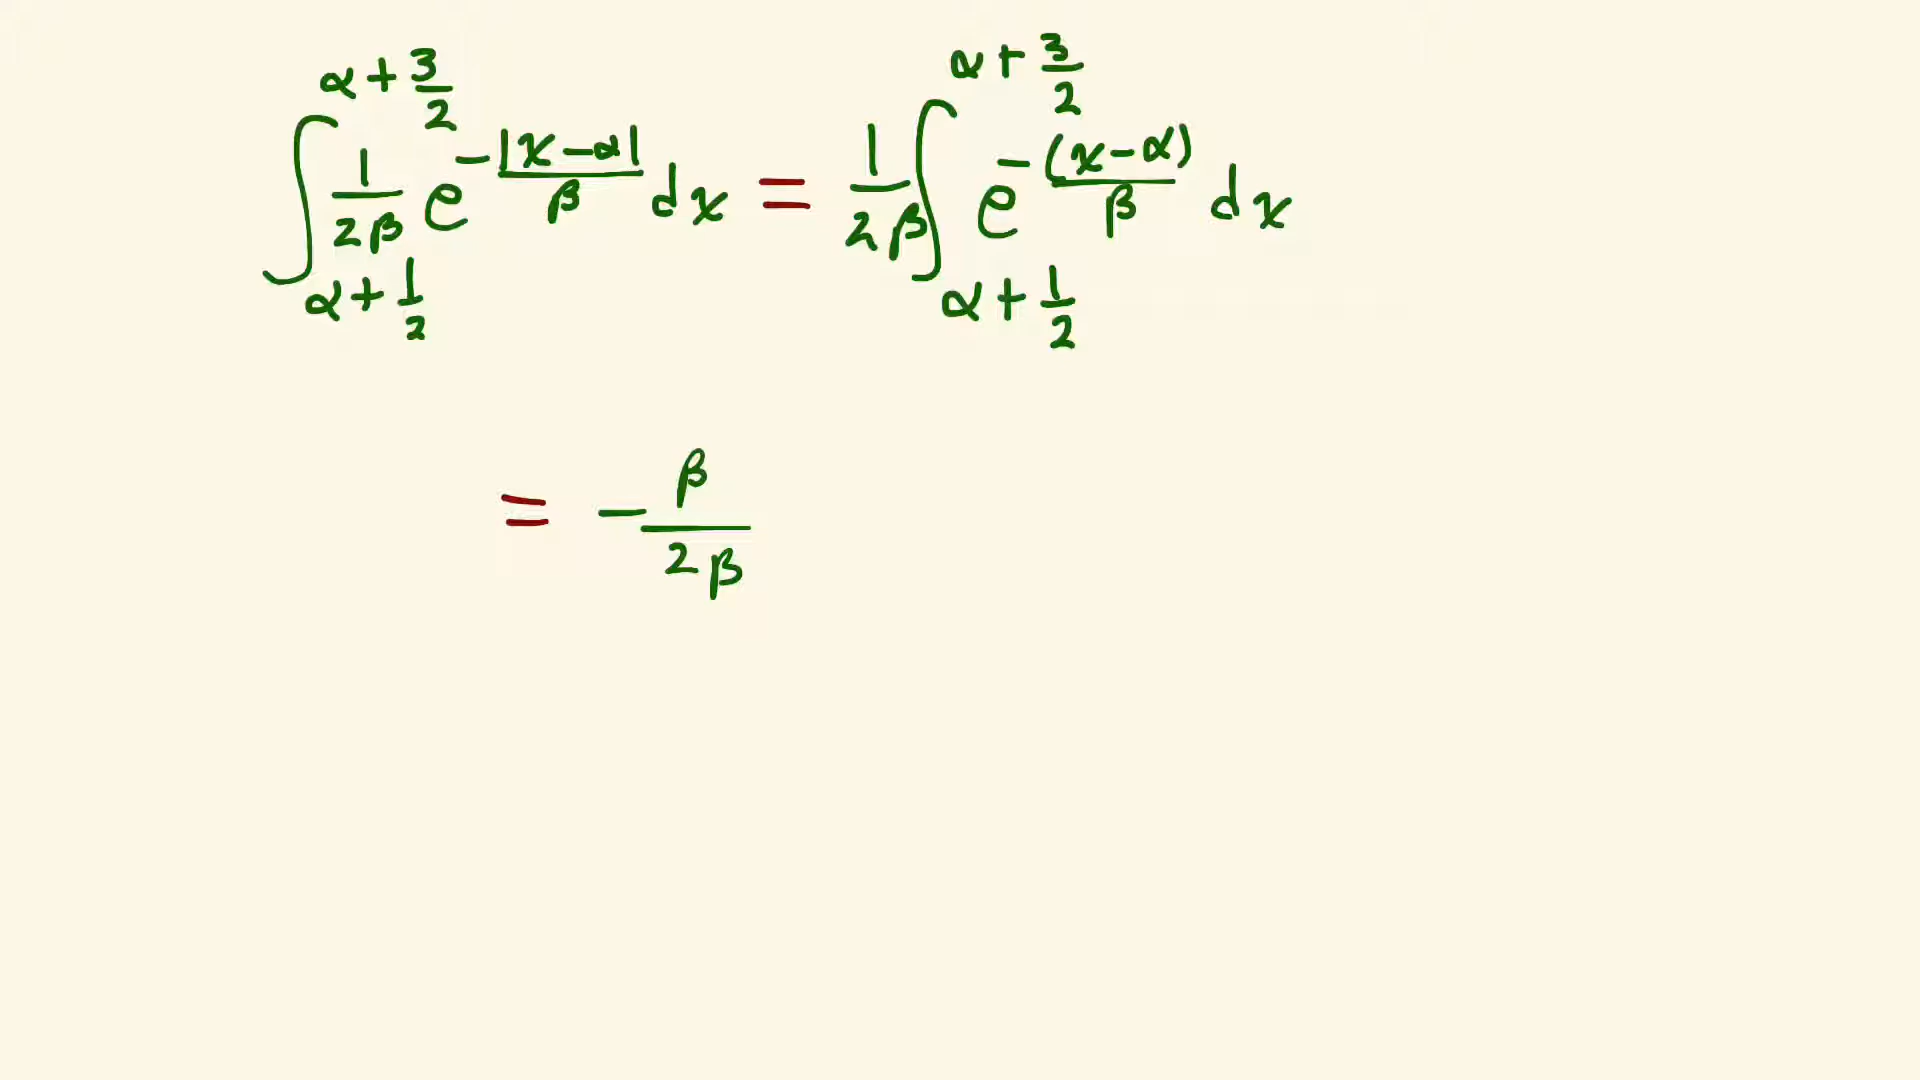 ∫_{α + 1/2}^{α + 3/2} 1/(2β) e^{-|x-α|/β} dx = 1/(2β) ∫_{α + 1/2}^{α + 3/2} e^{-(x-α)/β} dx
= - β/(2β)